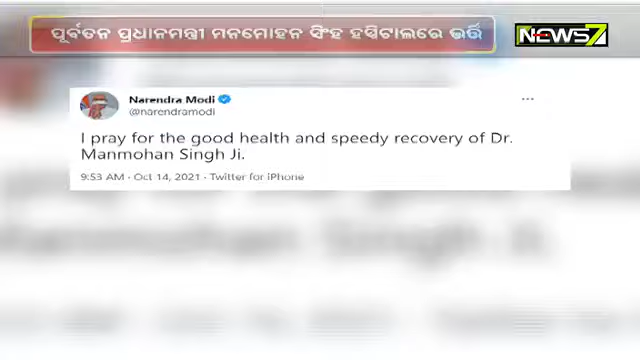 ପୂର୍ବତନ ପ୍ରଧାନମନ୍ତ୍ରୀ ମନମୋହନ ସିଂହ ହସ୍ପିଟାଲରେ ଭର୍ତ୍ତି
NEWS7
Narendra Modi
@narendramodi
I pray for the good health and speedy recovery of Dr.
Manmohan Singh Ji.
9:53 AM · Oct 14, 2021 · Twitter for iPhone